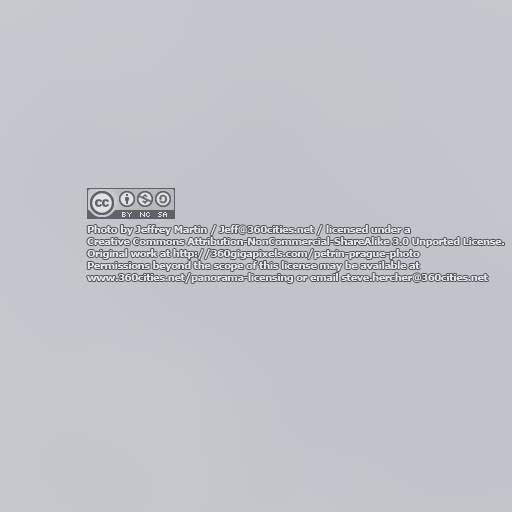 cc
BY NC SA
Photo by Jeffrey Martin / Jeff@360cities.net / licensed under a
Creative Commons Attribution-NonCommercial-ShareAlike 3.0 Unported License.
Original work at http://360gigapixels.com/petrin-prague-photo
Permissions beyond the scope of this license may be available at
www.360cities.net/panorama-licensing or email steve.hercher@360cities.net